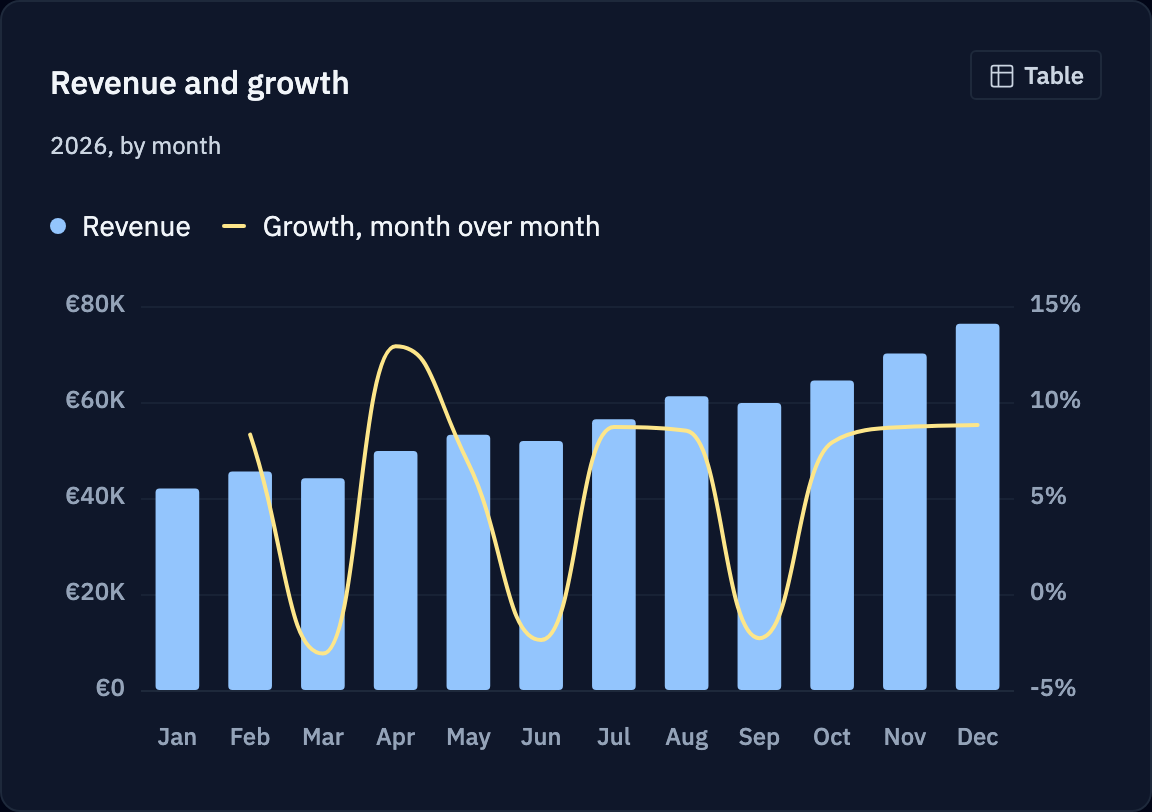 Revenue and growth
Table
2026, by month
Revenue
Growth, month over month
€80K
15%
€60K
10%
€40K
5%
€20K
0%
€0
-5%
Jan Feb Mar Apr May Jun Jul Aug Sep Oct Nov Dec